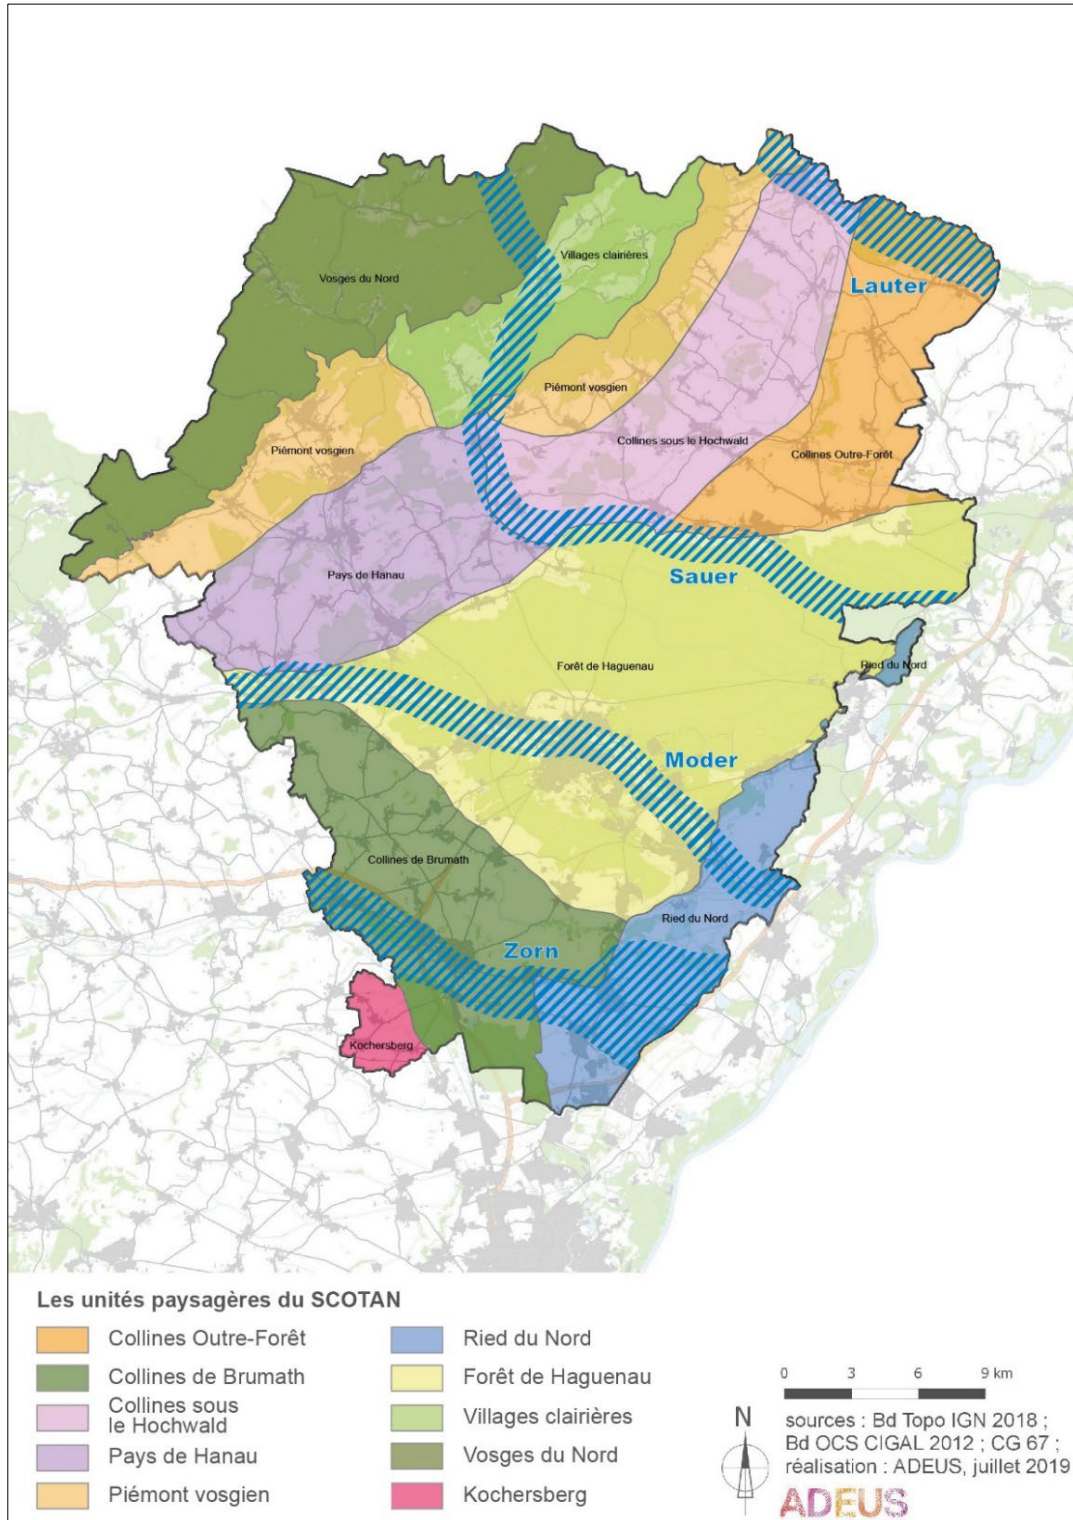 Vosges du Nord
Villages clairières
Lauter
Piémont vosgien
Piémont vosgien
Collines sous le Hochwald
Collines Outre-Forêt
Pays de Hanau
Sauer
Forêt de Haguenau
Ried du Nord
Moder
Collines de Brumath
Ried du Nord
Zorn
Kochersberg
Les unités paysagères du SCOTAN
Collines Outre-Forêt
Collines de Brumath
Collines sous
le Hochwald
Pays de Hanau
Piémont vosgien
Ried du Nord
Forêt de Haguenau
Villages clairières
Vosges du Nord
Kochersberg
0 3 6 9 km
N
sources : Bd Topo IGN 2018 ;
Bd OCS CIGAL 2012 ; CG 67 ;
réalisation : ADEUS, juillet 2019
ADEUS